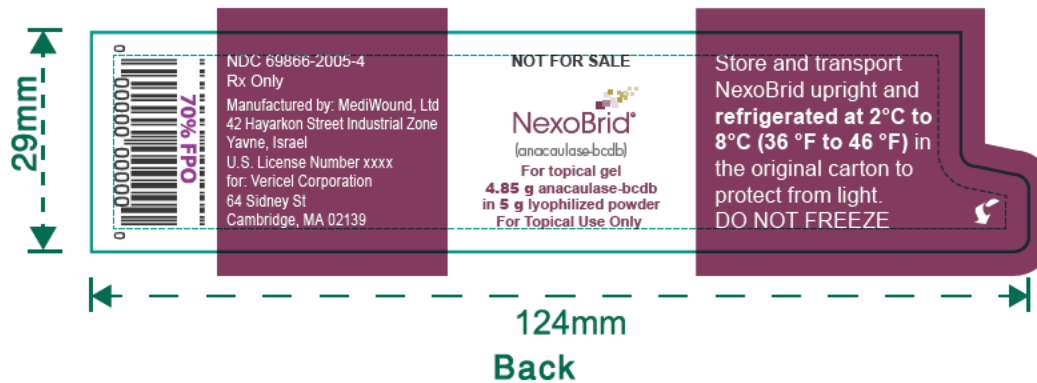 29mm
0 00000 00000 0
70% FPO
NDC 69866-2005-4
Rx Only
Manufactured by: MediWound, Ltd
42 Hayarkon Street Industrial Zone
Yavne, Israel
U.S. License Number xxxx
for: Vericel Corporation
64 Sidney St
Cambridge, MA 02139
NOT FOR SALE
NexoBrid®
(anacaulase-bcdb)
For topical gel
4.85 g anacaulase-bcdb
in 5 g lyophilized powder
For Topical Use Only
Store and transport
NexoBrid upright and
refrigerated at 2°C to
8°C (36 °F to 46 °F) in
the original carton to
protect from light.
DO NOT FREEZE
124mm
Back